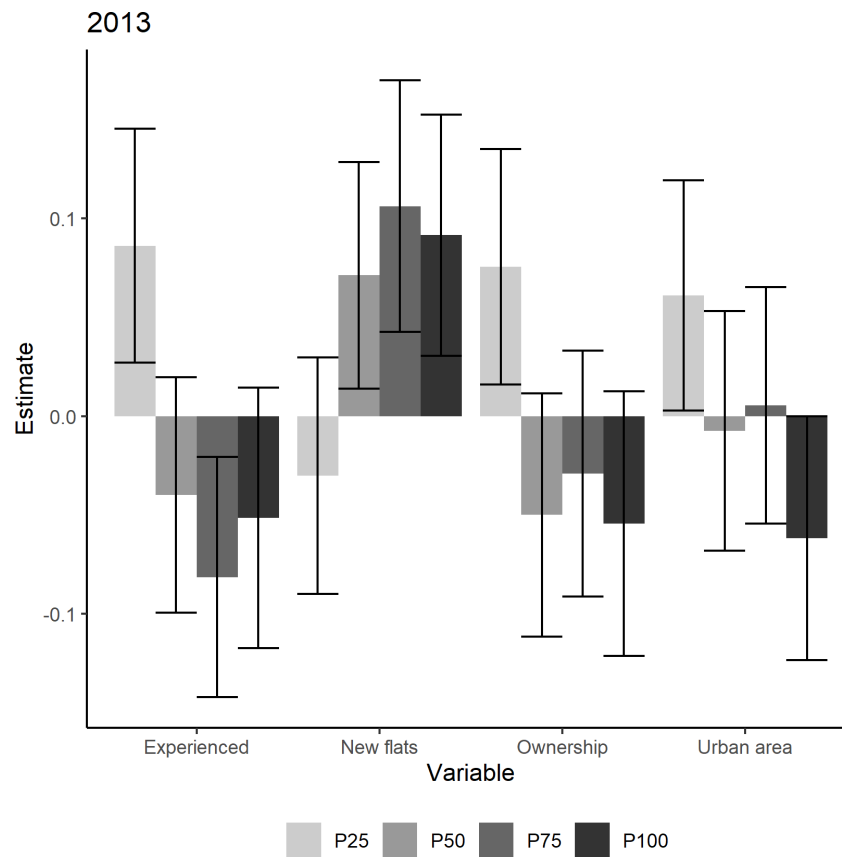 2013
Estimate
0.1
0.0
-0.1
Experienced New flats Ownership Urban area
Variable
P25 P50 P75 P100